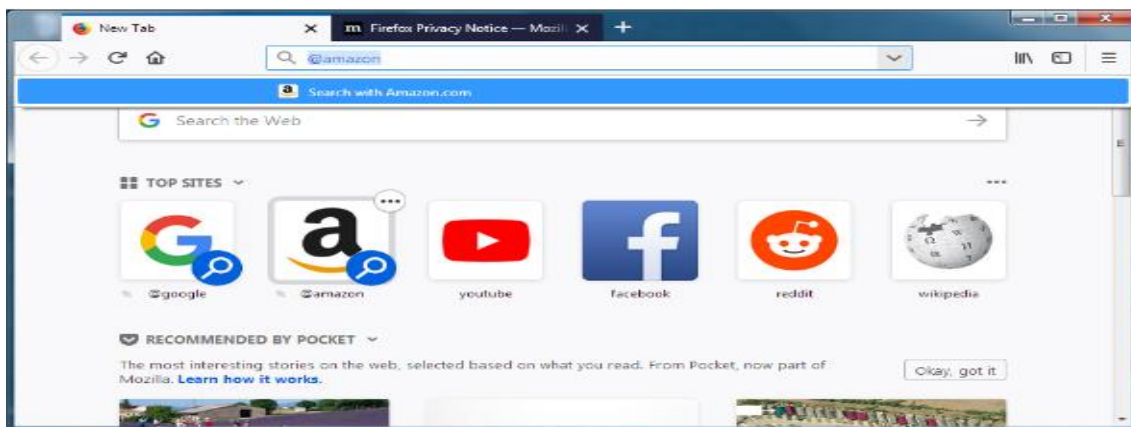 New Tab
Firefox Privacy Notice — Mozil
@amazon
Search with Amazon.com
Search the Web
TOP SITES
@google
@amazon
youtube
facebook
reddit
wikipedia
RECOMMENDED BY POCKET
The most interesting stories on the web, selected based on what you read. From Pocket, now part of
Mozilla. Learn how it works.
Okay, got it